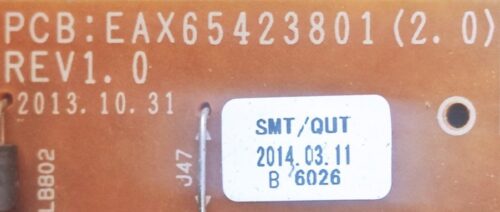 PCB:EAX65423801(2.0)
REV1.0
2013.10.31
SMT/QUT
2014.03.11
B 6026
J47
LB802